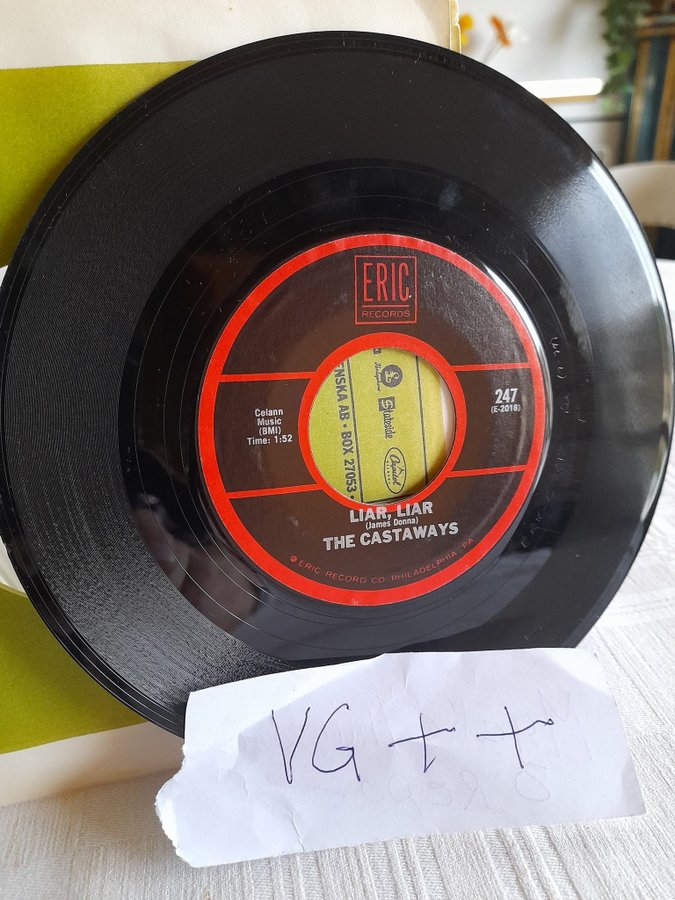 ERIC
RECORDS
Celann
Music
(BMI)
Time: 1:52
247
(E-2018)
ENSKA AB • BOX 27053 •
Stateside
Capitol
LIAR, LIAR
(James Donna)
THE CASTAWAYS
℗ ERIC RECORD CO PHILADELPHIA PA
VG++